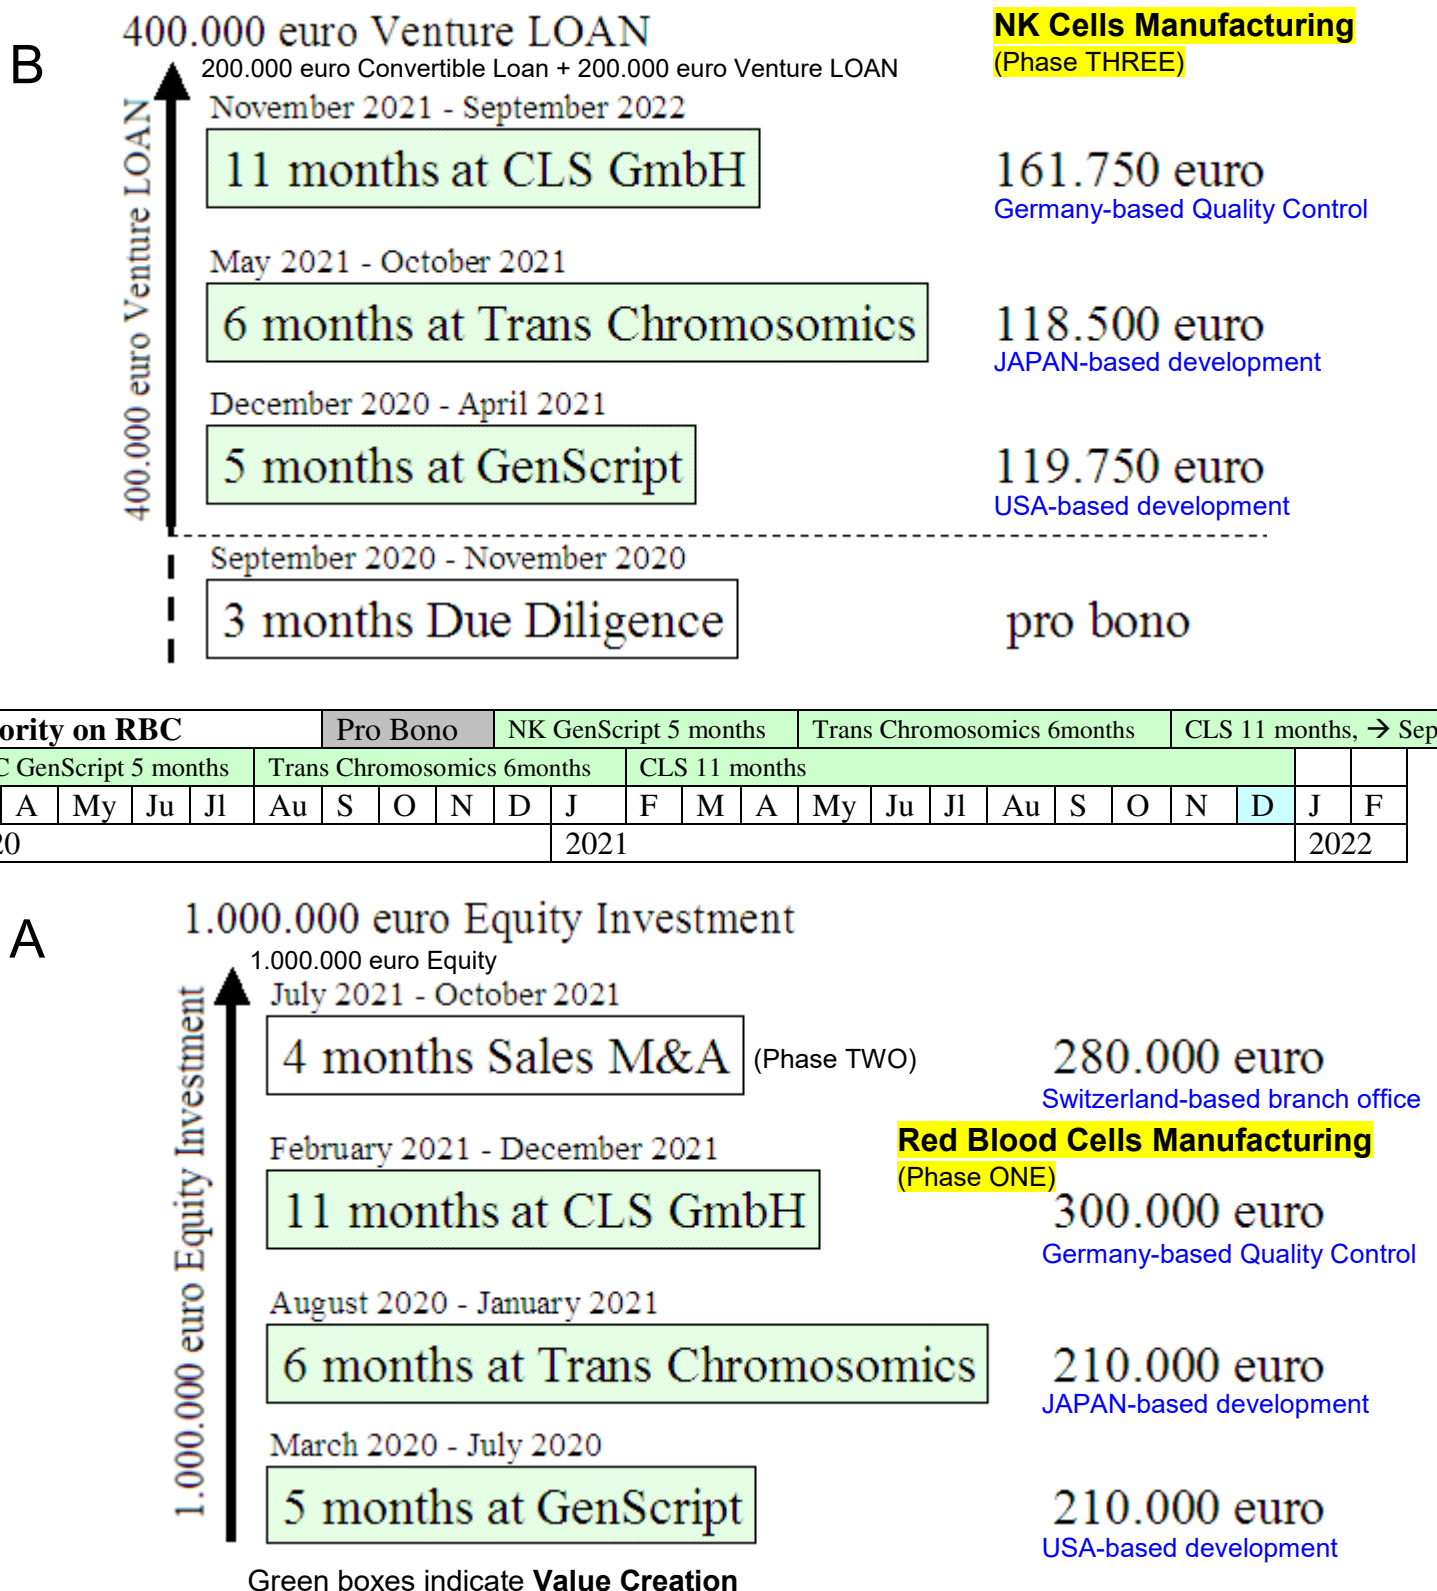 B
400.000 euro Venture LOAN
NK Cells Manufacturing
200.000 euro Convertible Loan + 200.000 euro Venture LOAN
(Phase THREE)
400.000 euro Venture LOAN
November 2021 - September 2022
11 months at CLS GmbH
161.750 euro
Germany-based Quality Control
May 2021 - October 2021
6 months at Trans Chromosomics
118.500 euro
JAPAN-based development
December 2020 - April 2021
5 months at GenScript
119.750 euro
USA-based development
September 2020 - November 2020
3 months Due Diligence
pro bono
ority on RBC Pro Bono NK GenScript 5 months Trans Chromosomics 6months CLS 11 months, → Sep
C GenScript 5 months Trans Chromosomics 6months CLS 11 months
A My Ju Jl Au S O N D J F M A My Ju Jl Au S O N D J F
20 2021 2022
A
1.000.000 euro Equity Investment
1.000.000 euro Equity
1.000.000 euro Equity Investment
July 2021 - October 2021
4 months Sales M&A (Phase TWO)
280.000 euro
Switzerland-based branch office
Red Blood Cells Manufacturing
(Phase ONE)
February 2021 - December 2021
11 months at CLS GmbH
300.000 euro
Germany-based Quality Control
August 2020 - January 2021
6 months at Trans Chromosomics
210.000 euro
JAPAN-based development
March 2020 - July 2020
5 months at GenScript
210.000 euro
USA-based development
Green boxes indicate Value Creation